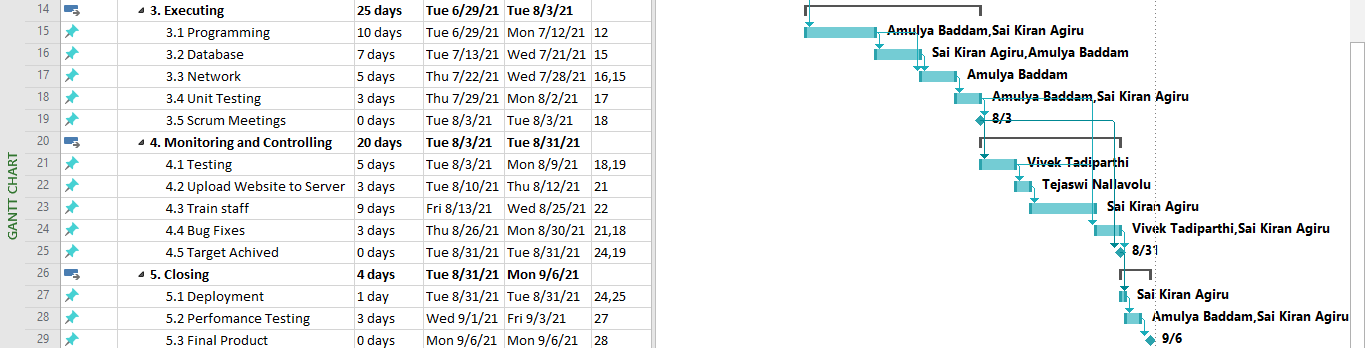 14 3. Executing 25 days Tue 6/29/21 Tue 8/3/21
15 3.1 Programming 10 days Tue 6/29/21 Mon 7/12/21 12 Amulya Baddam,Sai Kiran Agiru
16 3.2 Database 7 days Tue 7/13/21 Wed 7/21/21 15 Sai Kiran Agiru,Amulya Baddam
17 3.3 Network 5 days Thu 7/22/21 Wed 7/28/21 16,15 Amulya Baddam
18 3.4 Unit Testing 3 days Thu 7/29/21 Mon 8/2/21 17 Amulya Baddam,Sai Kiran Agiru
19 3.5 Scrum Meetings 0 days Tue 8/3/21 Tue 8/3/21 18 8/3
20 4. Monitoring and Controlling 20 days Tue 8/3/21 Tue 8/31/21
21 4.1 Testing 5 days Tue 8/3/21 Mon 8/9/21 18,19 Vivek Tadiparthi
22 4.2 Upload Website to Server 3 days Tue 8/10/21 Thu 8/12/21 21 Tejaswi Nallavolu
23 4.3 Train staff 9 days Fri 8/13/21 Wed 8/25/21 22 Sai Kiran Agiru
24 4.4 Bug Fixes 3 days Thu 8/26/21 Mon 8/30/21 21,18 Vivek Tadiparthi,Sai Kiran Agiru
25 4.5 Target Achived 0 days Tue 8/31/21 Tue 8/31/21 24,19 8/31
26 5. Closing 4 days Tue 8/31/21 Mon 9/6/21
27 5.1 Deployment 1 day Tue 8/31/21 Tue 8/31/21 24,25 Sai Kiran Agiru
28 5.2 Perfomance Testing 3 days Wed 9/1/21 Fri 9/3/21 27 Amulya Baddam,Sai Kiran Agiru
29 5.3 Final Product 0 days Mon 9/6/21 Mon 9/6/21 28 9/6
GANTT CHART